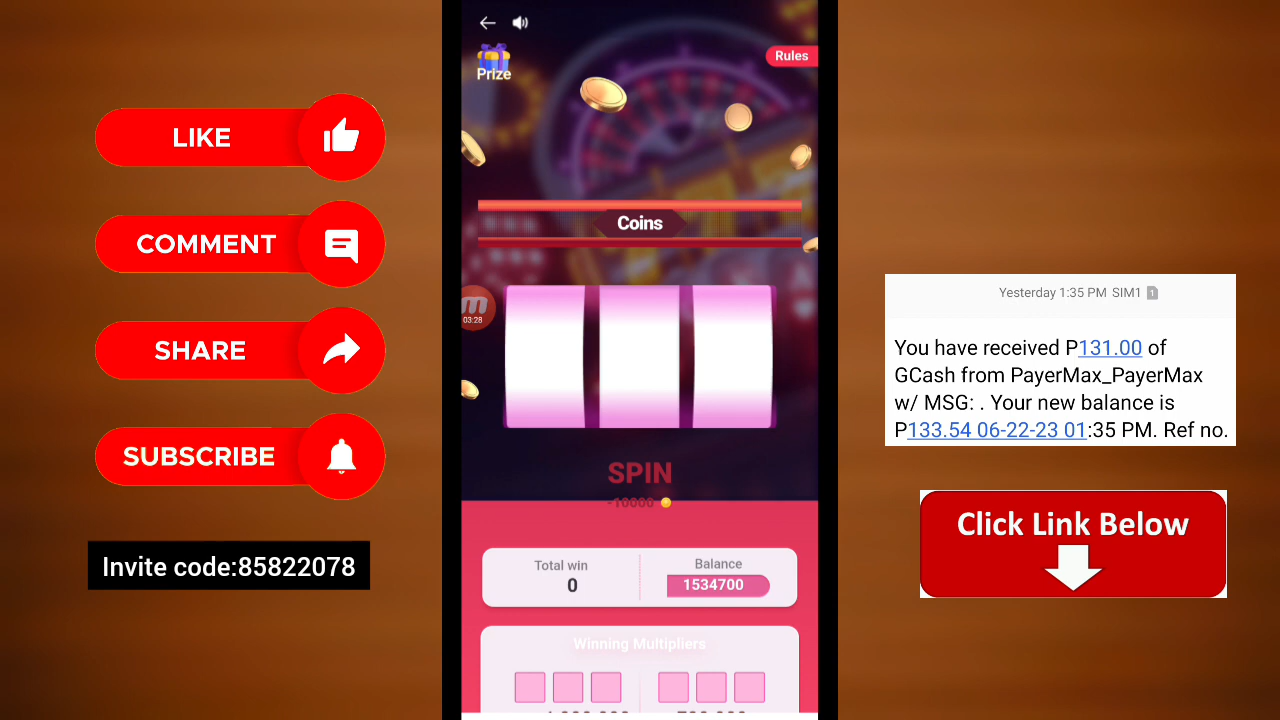 LIKE
COMMENT
SHARE
SUBSCRIBE
Invite code:85822078
Prize
Rules
Coins
03:28
SPIN
-10000
Total win
0
Balance
1534700
Winning Multipliers
Yesterday 1:35 PM SIM1 1
You have received P131.00 of
GCash from PayerMax_PayerMax
w/ MSG: . Your new balance is
P133.54 06-22-23 01:35 PM. Ref no.
Click Link Below